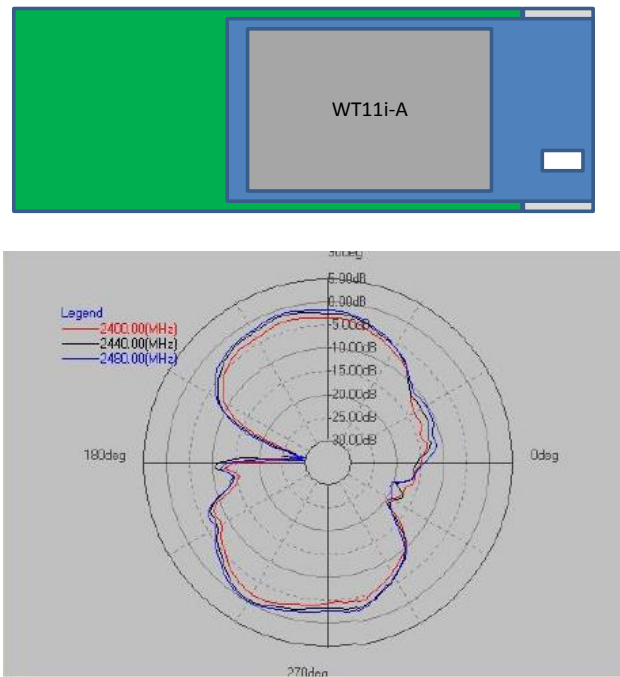 WT11i-A
90deg
5.00dB
0.00dB
-5.00dB
-10.00dB
-15.00dB
-20.00dB
-25.00dB
-30.00dB
Legend
2400.00(MHz)
2440.00(MHz)
2480.00(MHz)
180deg
0deg
270deg